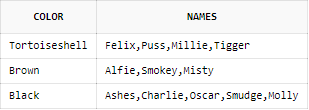 COLOR NAMES
Tortoiseshell Felix,Puss,Millie,Tigger
Brown Alfie,Smokey,Misty
Black Ashes,Charlie,Oscar,Smudge,Molly